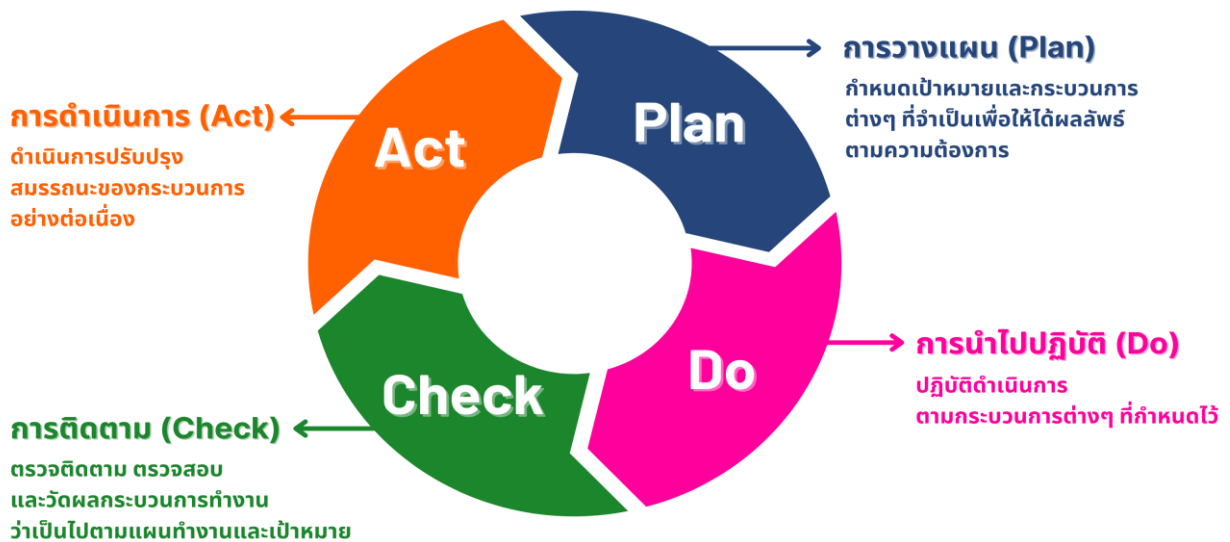 Plan
การวางแผน (Plan)
กำหนดเป้าหมายและกระบวนการ
ต่างๆ ที่จำเป็นเพื่อให้ได้ผลลัพธ์
ตามความต้องการ
Do
การนำไปปฏิบัติ (Do)
ปฏิบัติดำเนินการ
ตามกระบวนการต่างๆ ที่กำหนดไว้
Check
การติดตาม (Check)
ตรวจติดตาม ตรวจสอบ
และวัดผลกระบวนการทำงาน
ว่าเป็นไปตามแผนทำงานและเป้าหมาย
Act
การดำเนินการ (Act)
ดำเนินการปรับปรุง
สมรรถนะของกระบวนการ
อย่างต่อเนื่อง